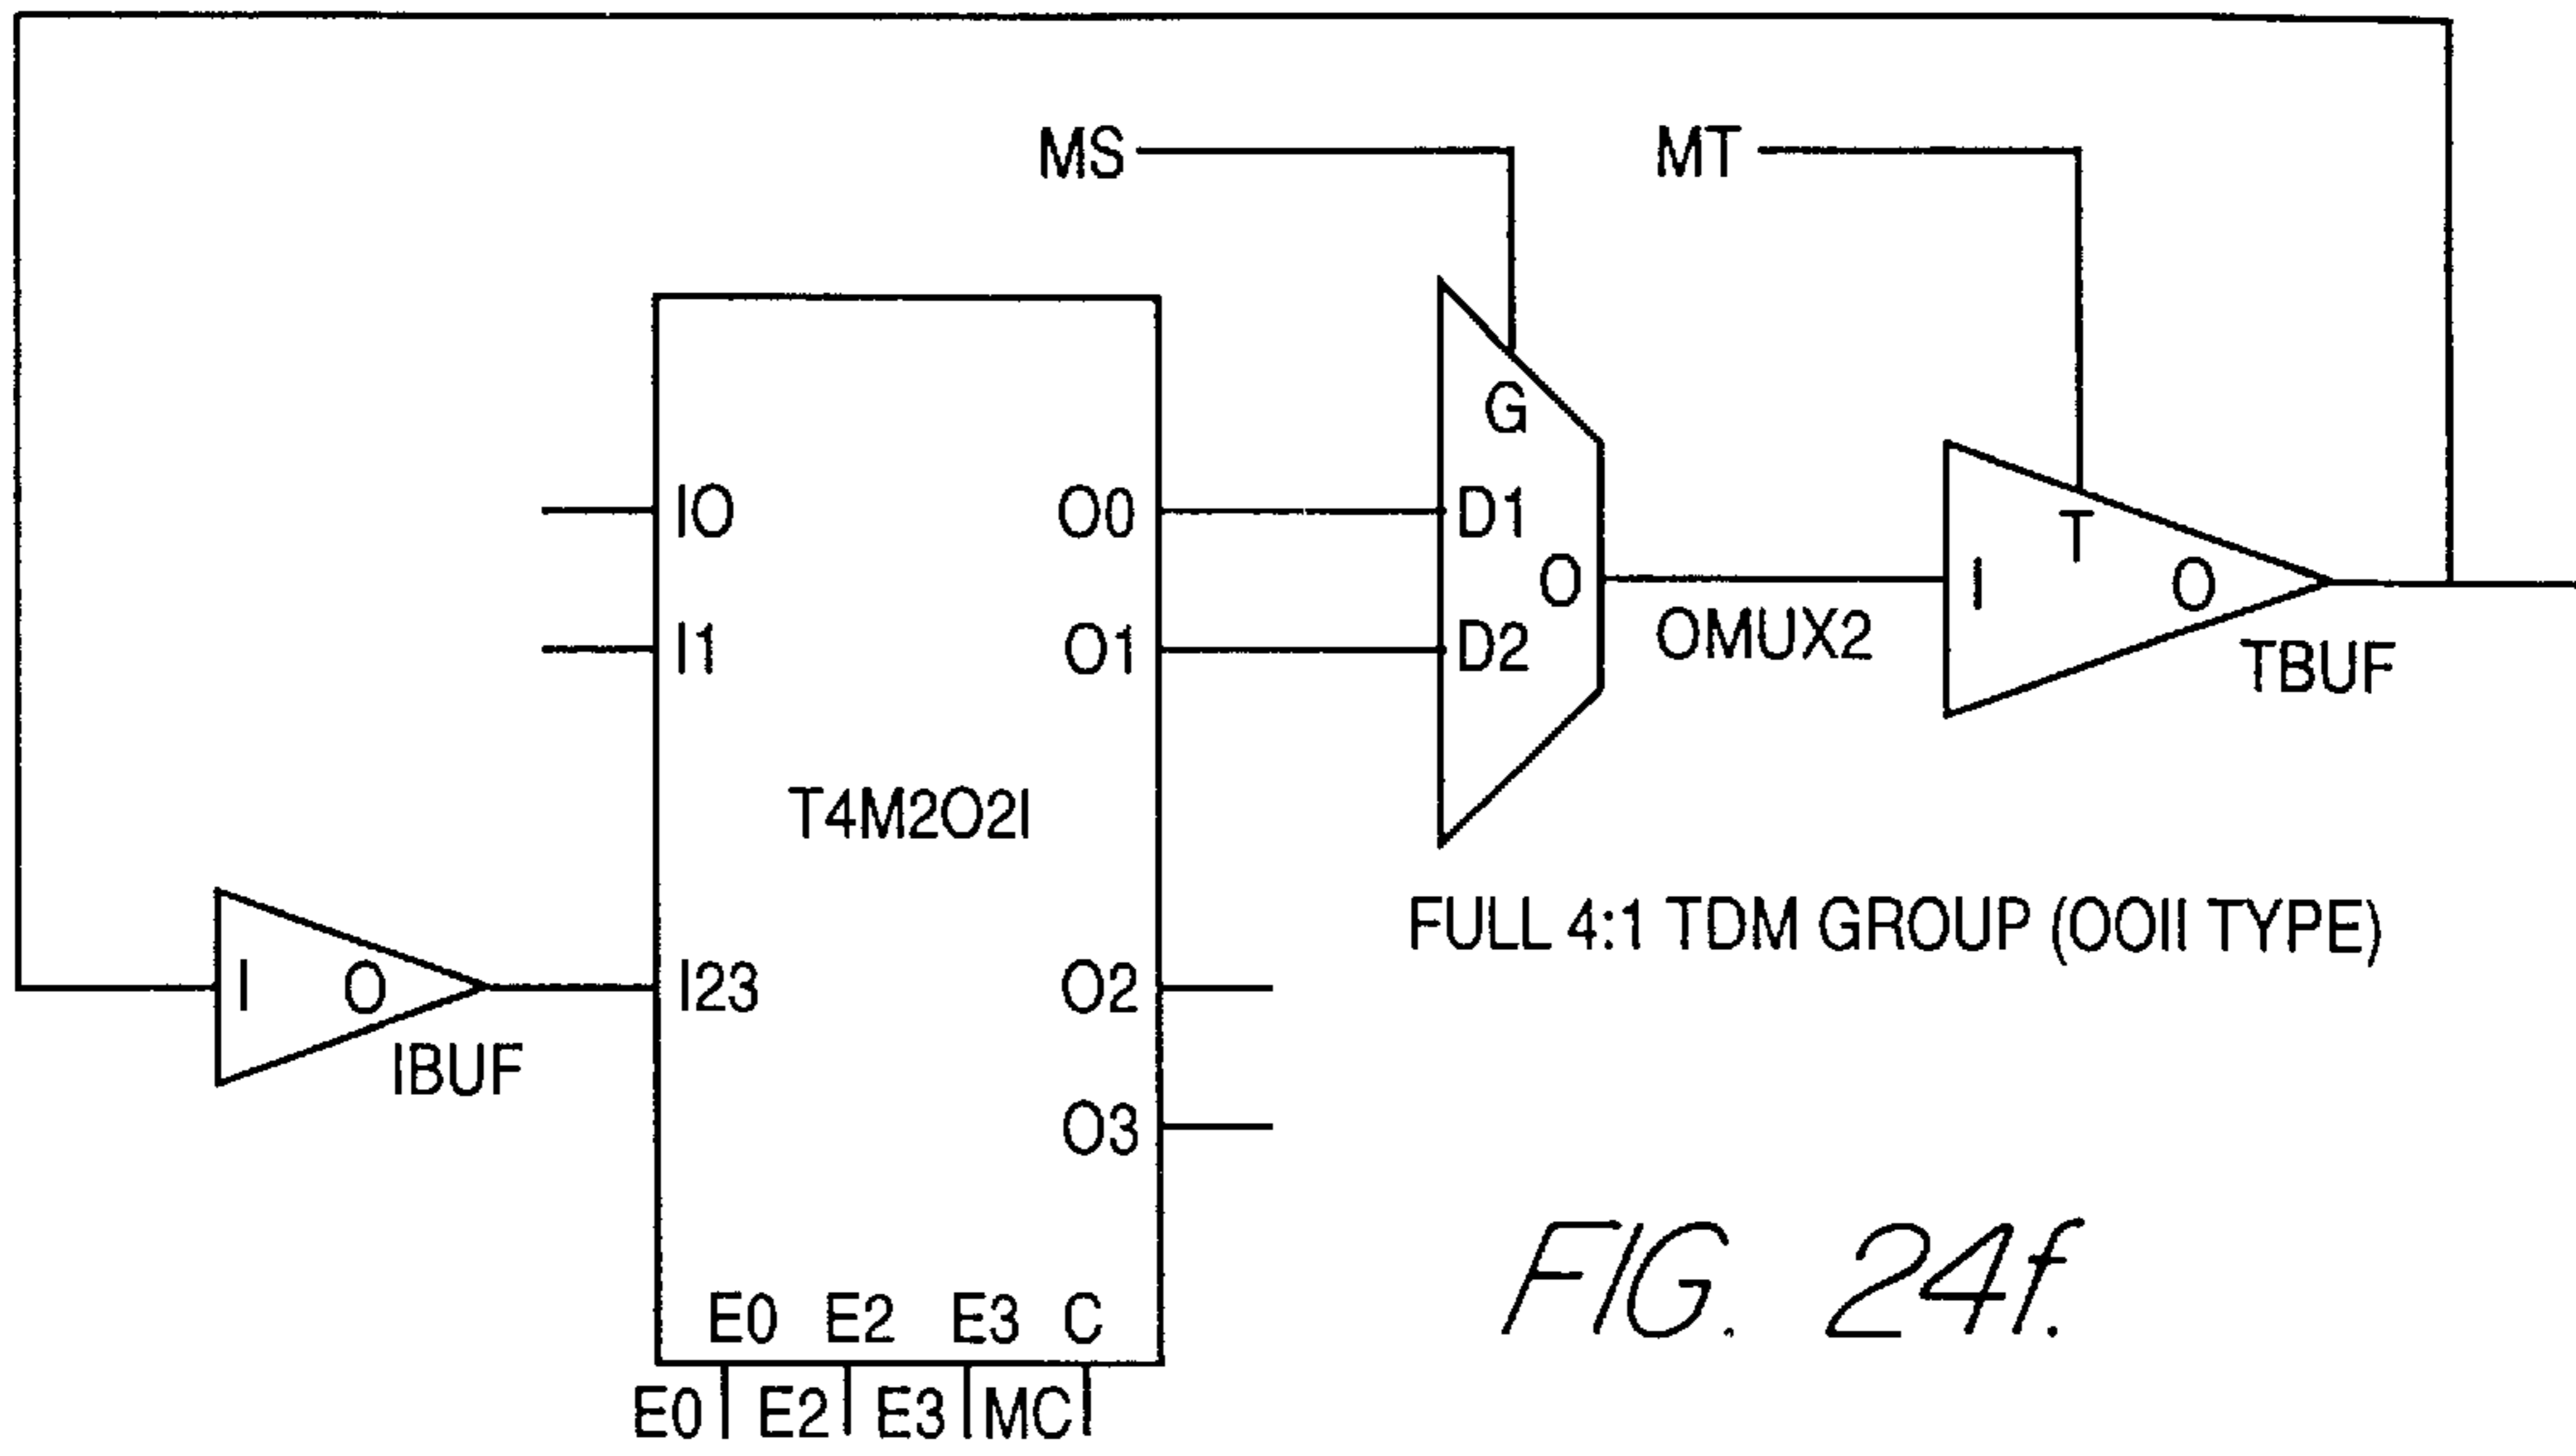 MS MT
G
IO O0 D1 T
I1 O1 D2 O OMUX2 I O TBUF
T4M2O2I
FULL 4:1 TDM GROUP (OOII TYPE)
I O IBUF I23 O2
O3
E0 E2 E3 C
E0 E2 E3 MC
FIG. 24f.